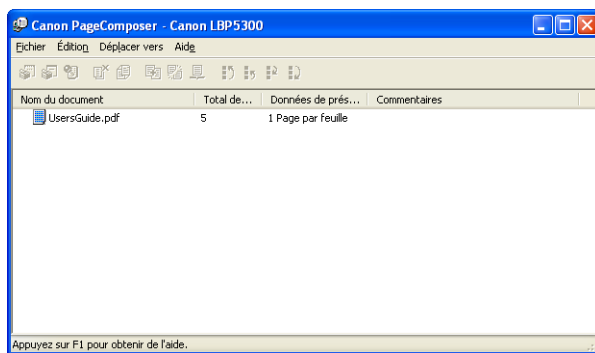 Canon PageComposer - Canon LBP5300
Fichier Édition Déplacer vers Aide
Nom du document Total de... Données de prés... Commentaires
UsersGuide.pdf 5 1 Page par feuille
Appuyez sur F1 pour obtenir de l'aide.